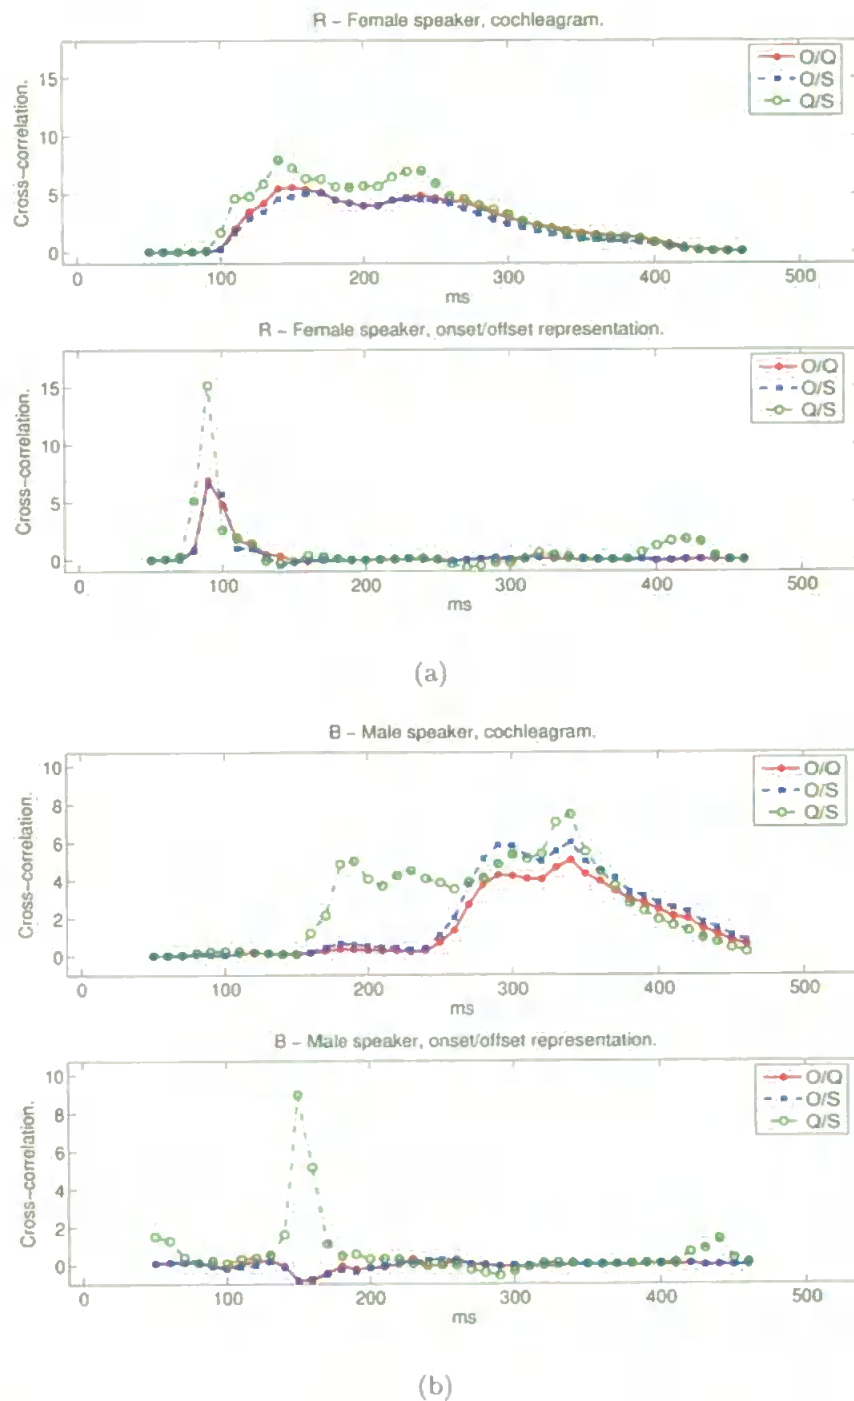 R – Female speaker, cochleagram.
Cross–correlation.
15
10
5
0
O/Q
O/S
Q/S
0 100 200 300 400 500
ms
R – Female speaker, onset/offset representation.
Cross–correlation.
15
10
5
0
O/Q
O/S
Q/S
0 100 200 300 400 500
ms
(a)
B – Male speaker, cochleagram.
Cross–correlation.
10
8
6
4
2
0
O/Q
O/S
Q/S
0 100 200 300 400 500
ms
B – Male speaker, onset/offset representation.
Cross–correlation.
10
8
6
4
2
0
O/Q
O/S
Q/S
0 100 200 300 400 500
ms
(b)